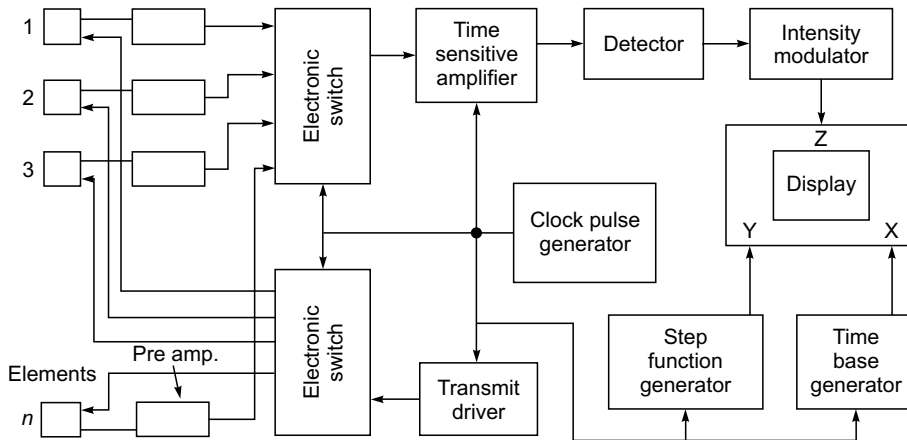 1
2
3
Electronic
switch
Time
sensitive
amplifier
Detector
Intensity
modulator
Z
Display
Y
X
Clock pulse
generator
Electronic
switch
Pre amp.
Elements
n
Transmit
driver
Step
function
generator
Time
base
generator